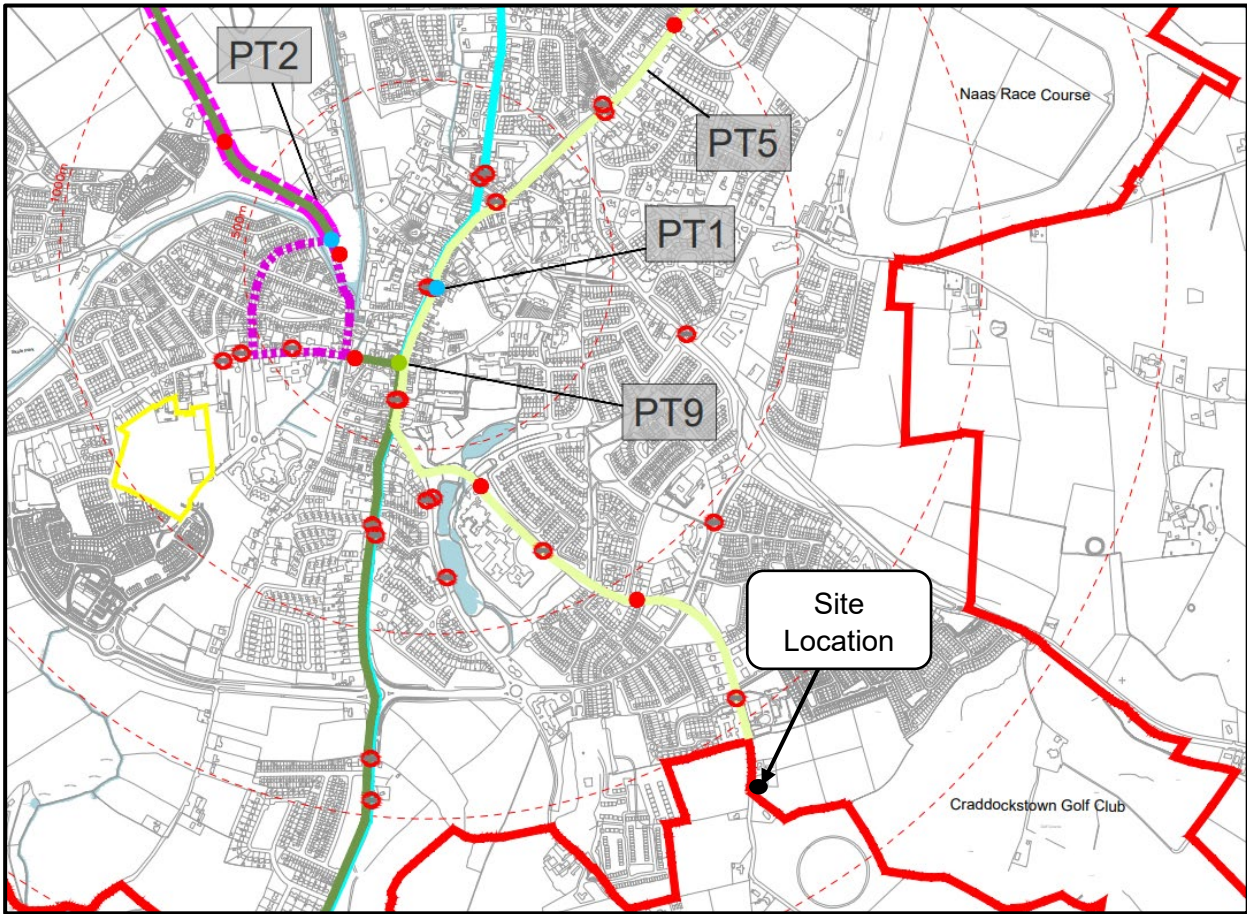 PT2
Naas Race Course
PT5
1000m
500m
PT1
PT9
Site
Location
Craddockstown Golf Club